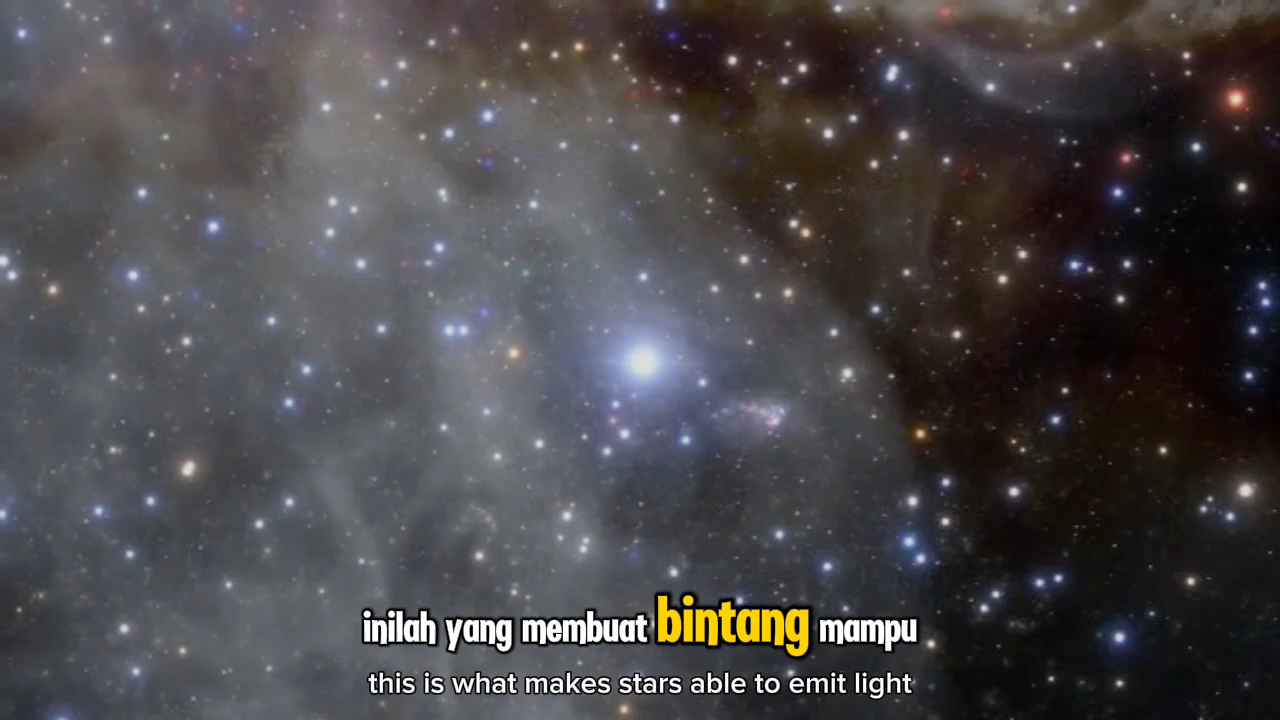 inilah yang membuat bintang mampu
this is what makes stars able to emit light